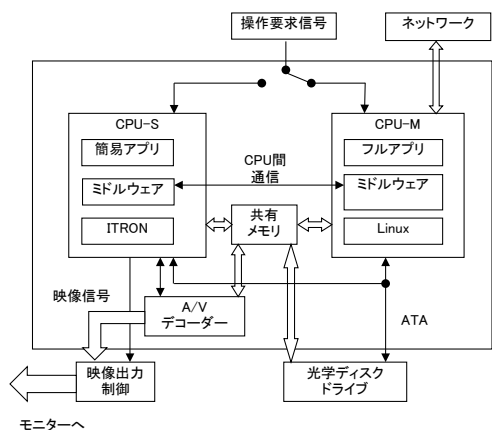 操作要求信号
ネットワーク
CPU-S
CPU-M
簡易アプリ
フルアプリ
CPU間
通信
ミドルウェア
ミドルウェア
共有
メモリ
ITRON
Linux
映像信号
A/V
デコーダー
ATA
映像出力
制御
光学ディスク
ドライブ
モニターへ